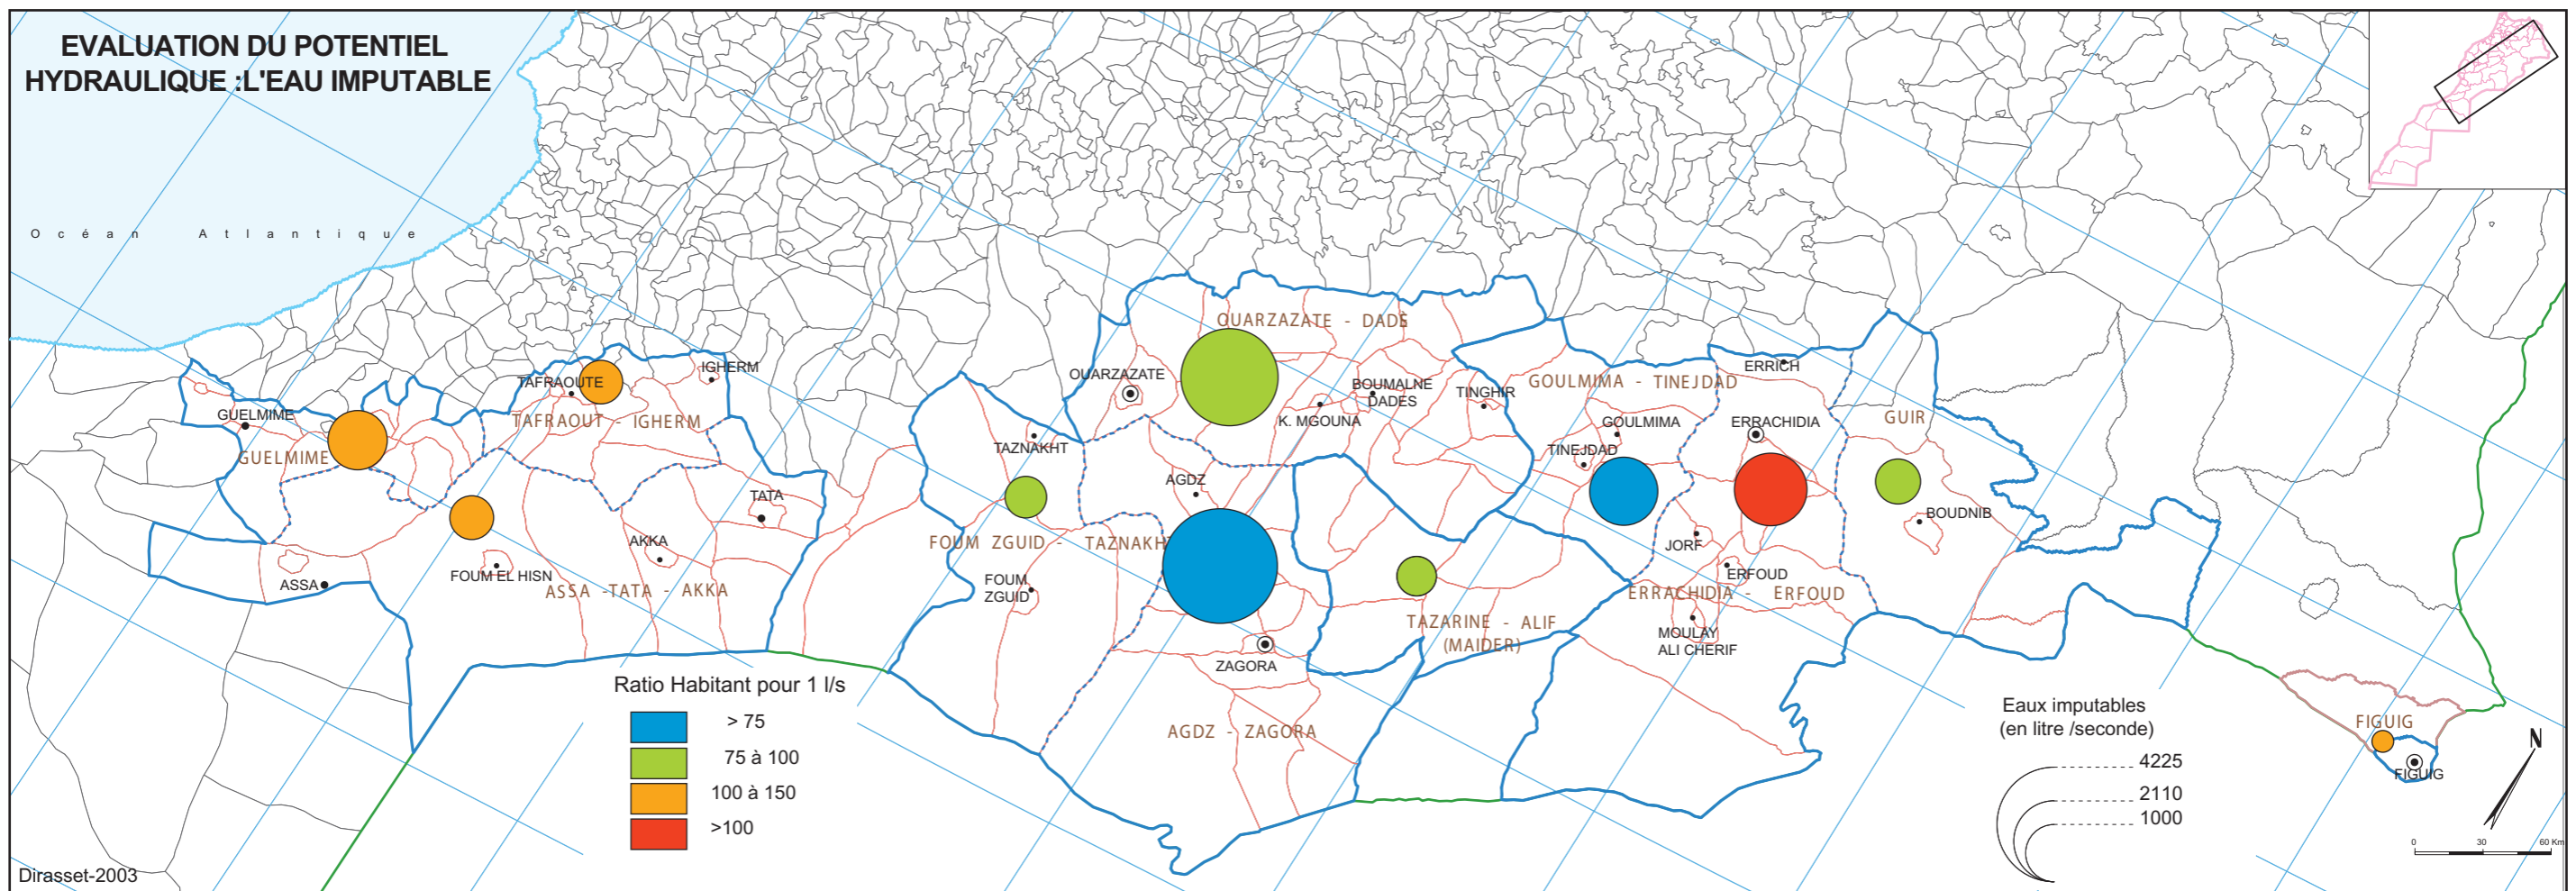 EVALUATION DU POTENTIEL
HYDRAULIQUE :L'EAU IMPUTABLE
Océan Atlantique
OUARZAZATE - DADÈ
IGHERM
TAFRAOUTE
TAFRAOUT - IGHERM
GUELMIME
GUELMIME
OUARZAZATE
BOUMALNE
DADES
K. MGOUNA
TINGHIR
GOULMIMA - TINEJDAD
ERRICH
GOULMIMA
TINEJDAD
ERRACHIDIA
GUIR
TAZNAKHT
AGDZ
TATA
AKKA
FOUM EL HISN
ASSA
ASSA -TATA - AKKA
FOUM ZGUID - TAZNAKHT
FOUM
ZGUID
BOUDNIB
JORF
ERFOUD
ERRACHIDIA - ERFOUD
MOULAY
ALI CHERIF
TAZARINE - ALIF
(MAIDER)
ZAGORA
AGDZ - ZAGORA
FIGUIG
FIGUIG
Ratio Habitant pour 1 l/s
> 75
75 à 100
100 à 150
>100
Eaux imputables
(en litre /seconde)
4225
2110
1000
N
0 30 60 Km
Dirasset-2003